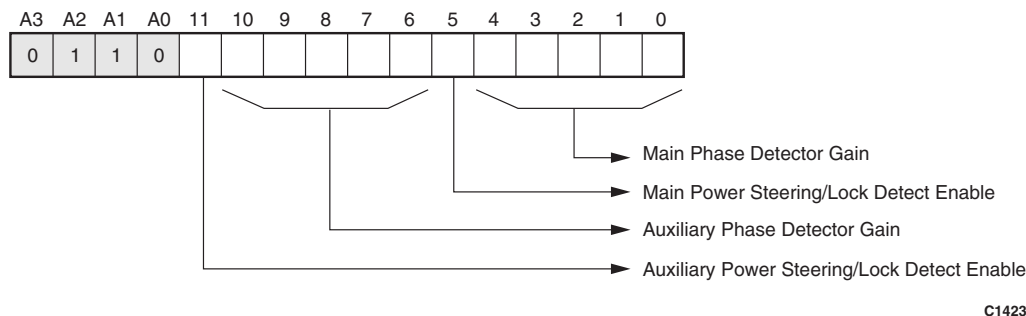 A3 A2 A1 A0 11 10 9 8 7 6 5 4 3 2 1 0
0 1 1 0
Main Phase Detector Gain
Main Power Steering/Lock Detect Enable
Auxiliary Phase Detector Gain
Auxiliary Power Steering/Lock Detect Enable
C1423